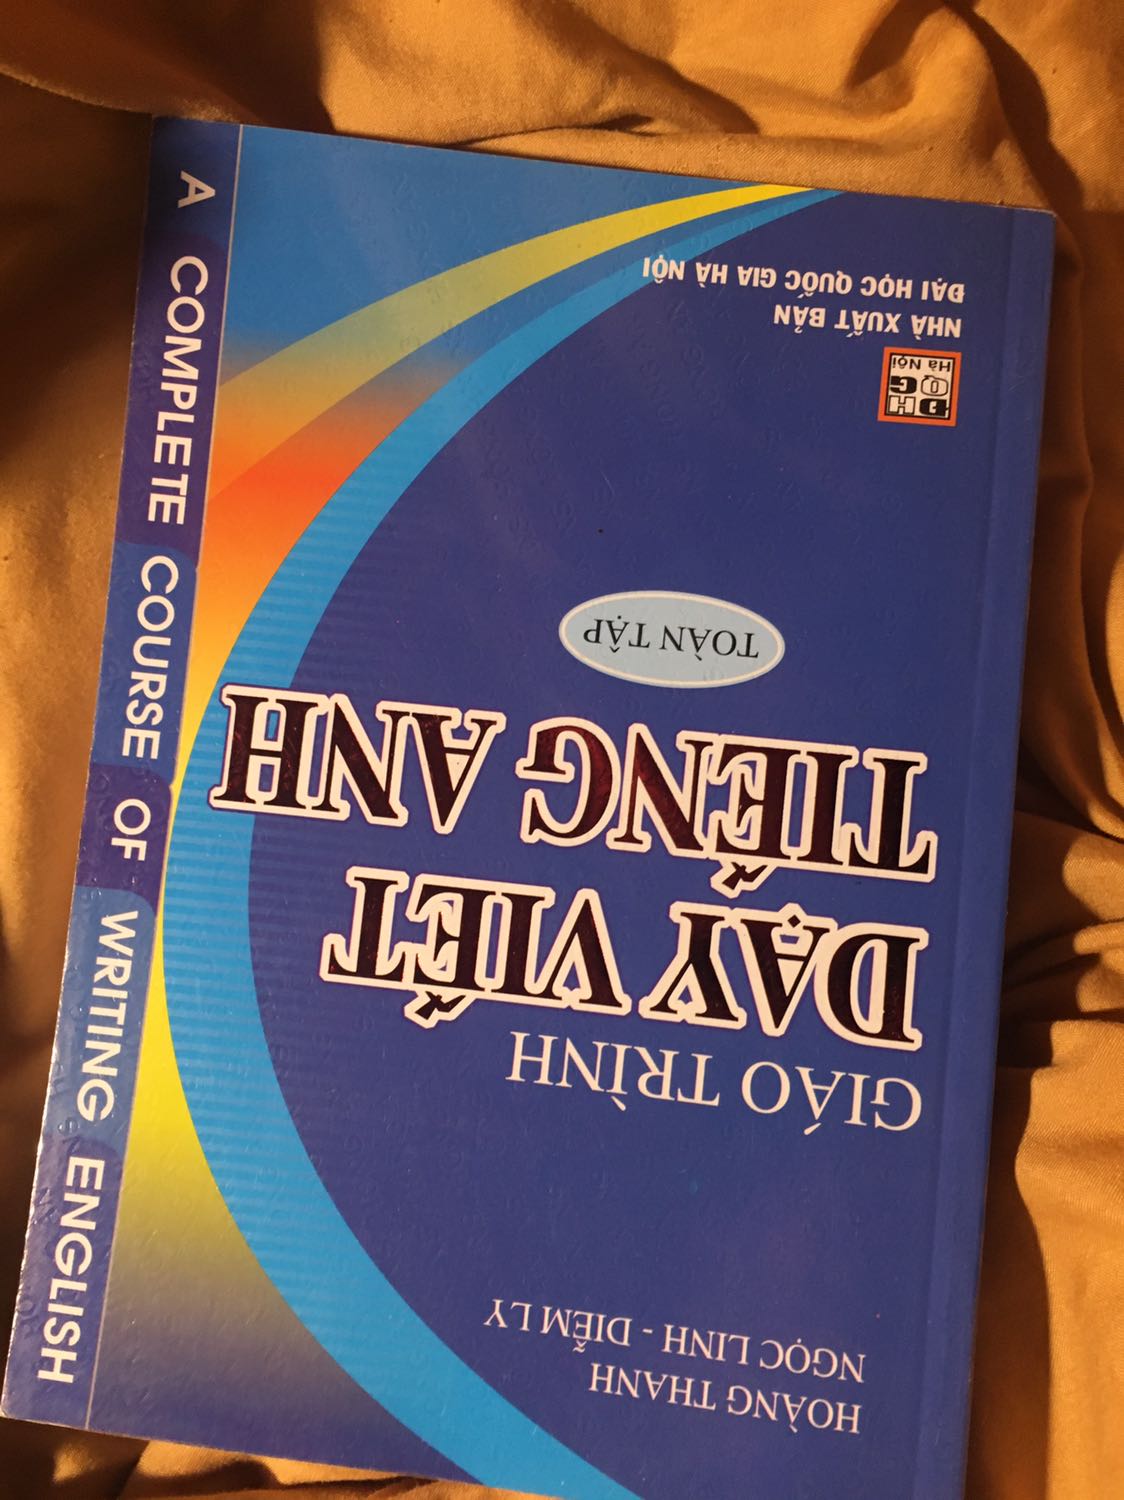 HOÀNG THANH
NGỌC LINH - DIỄM LY
GIÁO TRÌNH
DẠY VIẾT
TIẾNG ANH
TOÀN TẬP
ĐH
QG
Hà Nội
NHÀ XUẤT BẢN
ĐẠI HỌC QUỐC GIA HÀ NỘI
A COMPLETE COURSE OF WRITING ENGLISH